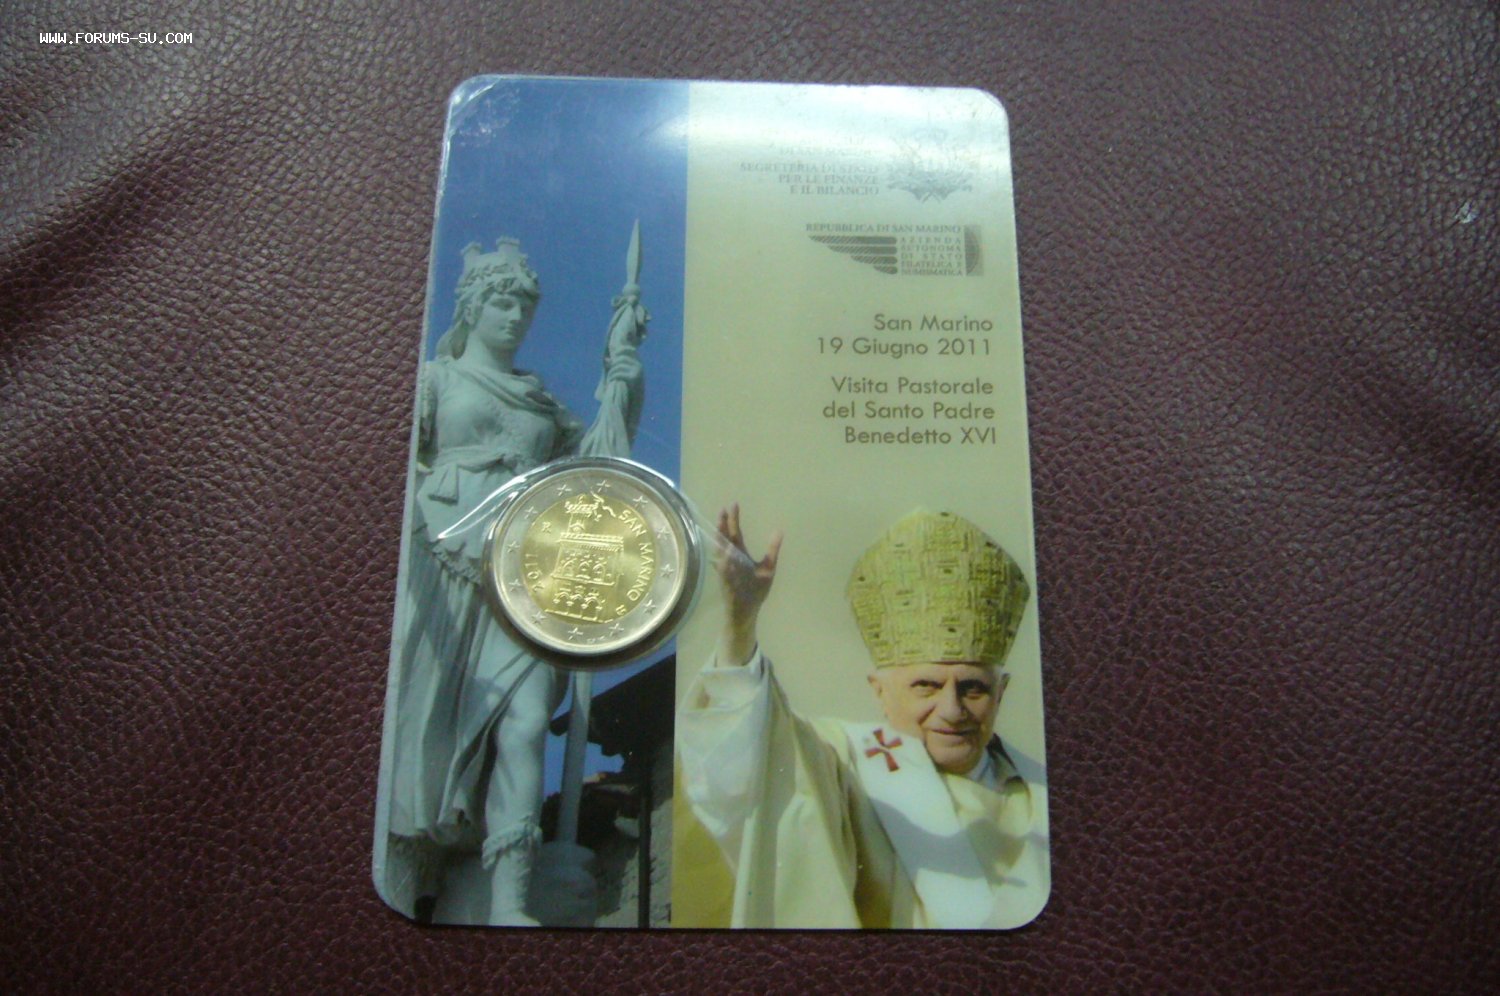 WWW.FORUMS-SU.COM
SEGRETERIA DI STATO
PER LE FINANZE
E IL BILANCIO
REPUBBLICA DI SAN MARINO
AZIENDA
AUTONOMA
DI STATO
FILATELICA E
NUMISMATICA
San Marino
19 Giugno 2011
Visita Pastorale
del Santo Padre
Benedetto XVI
SAN MARINO
R
2011